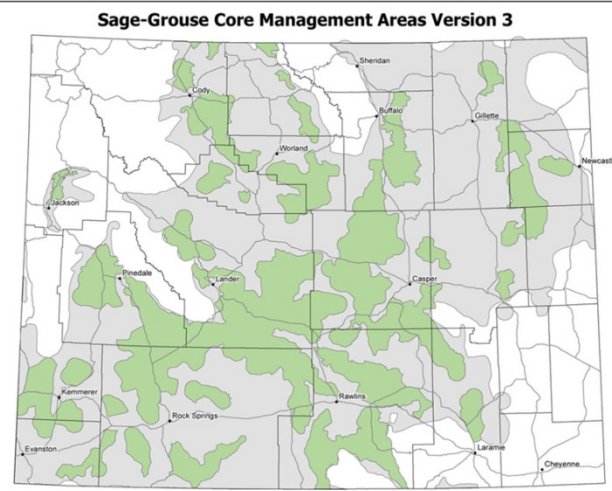 Sage-Grouse Core Management Areas Version 3
Sheridan
Cody
Buffalo
Gillette
Worland
Newcast
Jackson
Pinedale
Lander
Casper
Kemmerer
Rawlins
Rock Springs
Evanston
Laramie
Cheyenne